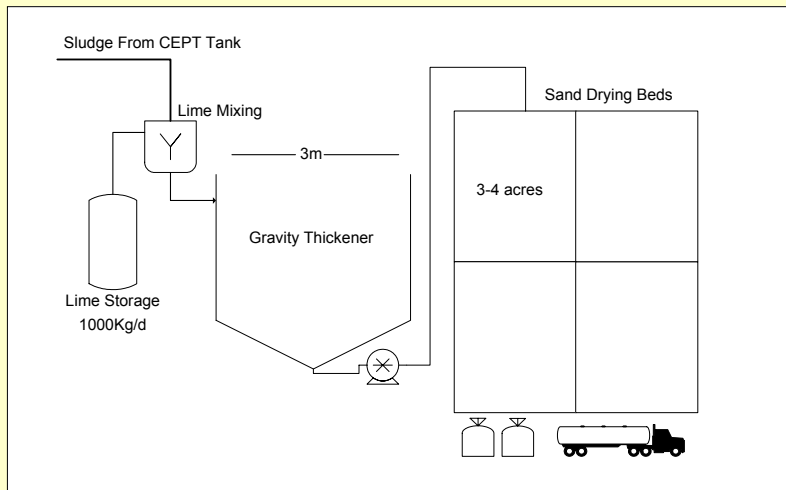 Sludge From CEPT Tank
Lime Mixing
Sand Drying Beds
3m
3-4 acres
Gravity Thickener
Lime Storage
1000Kg/d